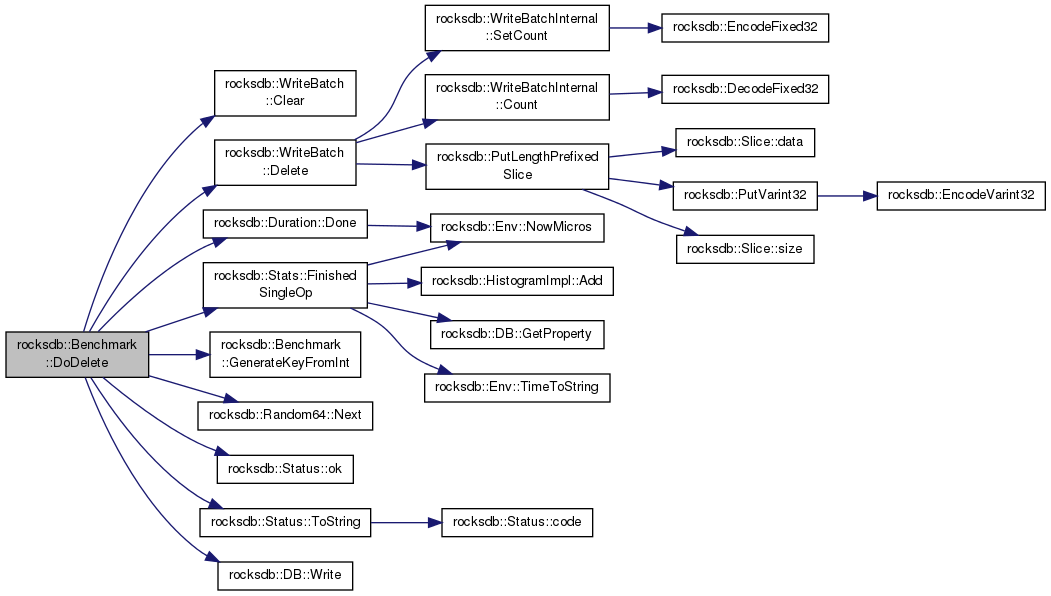 rocksdb::Benchmark
::DoDelete
rocksdb::WriteBatch
::Clear
rocksdb::WriteBatch
::Delete
rocksdb::Duration::Done
rocksdb::Stats::Finished
SingleOp
rocksdb::Benchmark
::GenerateKeyFromInt
rocksdb::Random64::Next
rocksdb::Status::ok
rocksdb::Status::ToString
rocksdb::DB::Write
rocksdb::WriteBatchInternal
::SetCount
rocksdb::WriteBatchInternal
::Count
rocksdb::PutLengthPrefixed
Slice
rocksdb::Env::NowMicros
rocksdb::HistogramImpl::Add
rocksdb::DB::GetProperty
rocksdb::Env::TimeToString
rocksdb::Status::code
rocksdb::EncodeFixed32
rocksdb::DecodeFixed32
rocksdb::Slice::data
rocksdb::PutVarint32
rocksdb::Slice::size
rocksdb::EncodeVarint32